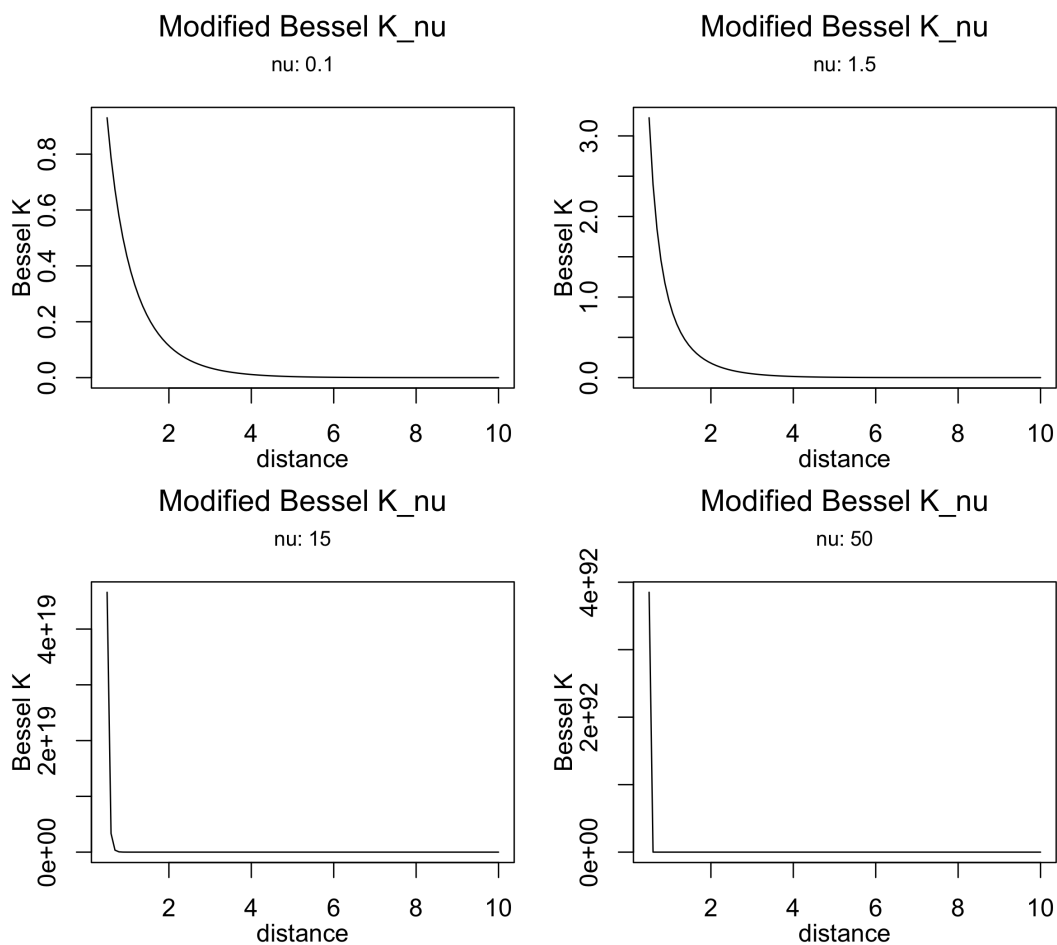 Modified Bessel K_nu
nu: 0.1
Bessel K
0.0
0.2
0.4
0.6
0.8
2 4 6 8 10
distance
Modified Bessel K_nu
nu: 1.5
Bessel K
0.0
1.0
2.0
3.0
2 4 6 8 10
distance
Modified Bessel K_nu
nu: 15
Bessel K
0e+00
2e+19
4e+19
2 4 6 8 10
distance
Modified Bessel K_nu
nu: 50
Bessel K
0e+00
2e+92
4e+92
2 4 6 8 10
distance